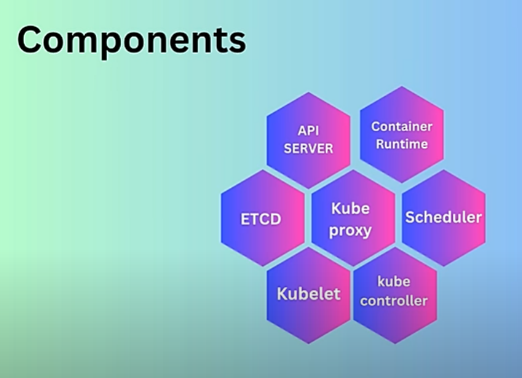 Components
API
SERVER
Container
Runtime
ETCD
Kube
proxy
Scheduler
Kubelet
kube
controller